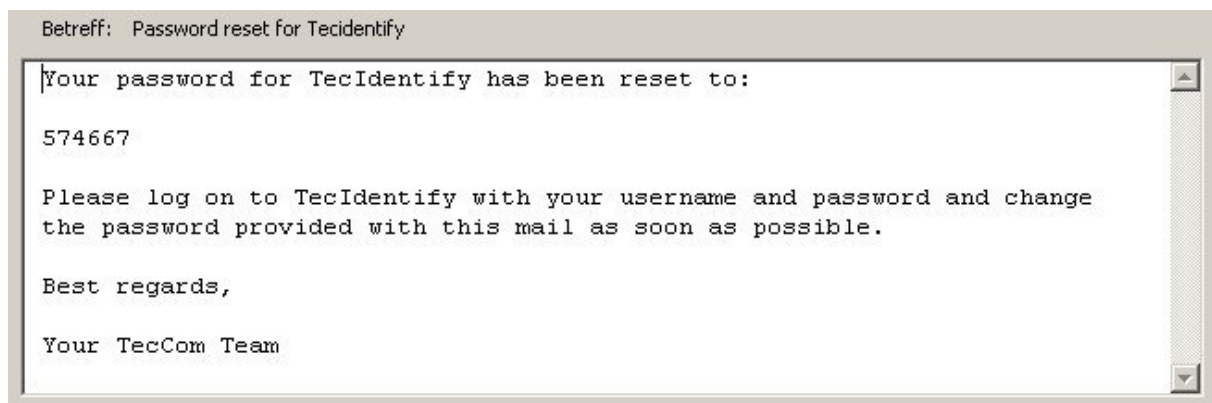 Betreff: Password reset for Tecidentify
Your password for TecIdentify has been reset to:
574667
Please log on to TecIdentify with your username and password and change
the password provided with this mail as soon as possible.
Best regards,
Your TecCom Team